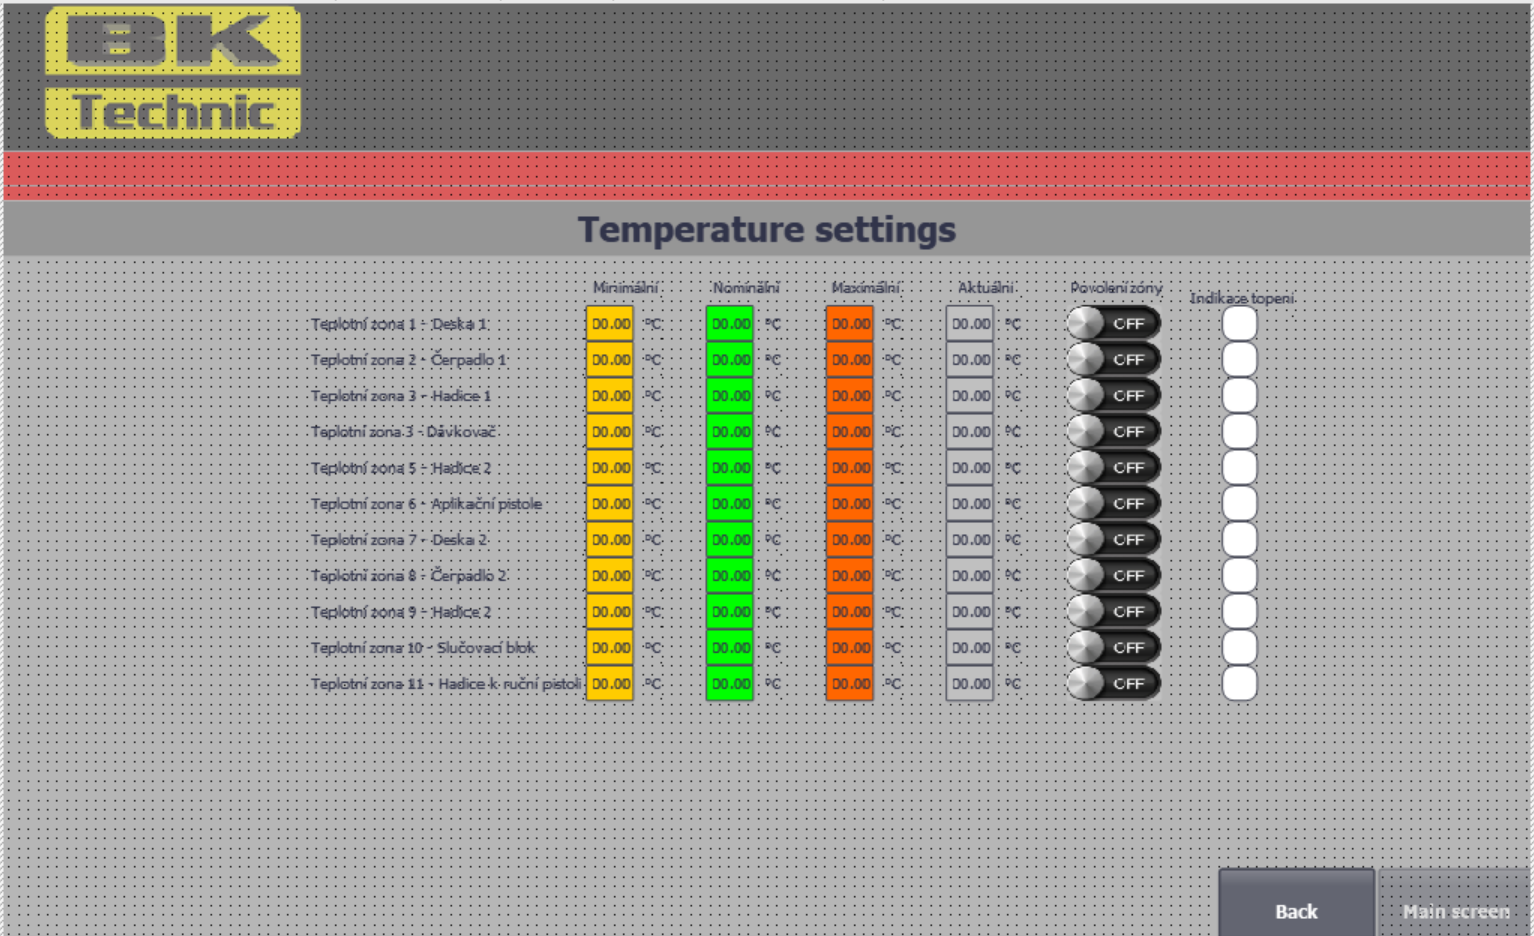 BK
Technic
Temperature settings
Minimální Nominální Maximální Aktuální Povolení zóny Indikace topení
Teplotní zona 1 - Deska 1 00.00 °C 00.00 °C 00.00 °C 00.00 °C OFF
Teplotní zona 2 - Čerpadlo 1 00.00 °C 00.00 °C 00.00 °C 00.00 °C OFF
Teplotní zona 3 - Hadice 1 00.00 °C 00.00 °C 00.00 °C 00.00 °C OFF
Teplotní zona 3 - Dávkovač 00.00 °C 00.00 °C 00.00 °C 00.00 °C OFF
Teplotní zona 5 - Hadice 2 00.00 °C 00.00 °C 00.00 °C 00.00 °C OFF
Teplotní zona 6 - Aplikační pistole 00.00 °C 00.00 °C 00.00 °C 00.00 °C OFF
Teplotní zona 7 - Deska 2 00.00 °C 00.00 °C 00.00 °C 00.00 °C OFF
Teplotní zona 8 - Čerpadlo 2 00.00 °C 00.00 °C 00.00 °C 00.00 °C OFF
Teplotní zona 9 - Hadice 2 00.00 °C 00.00 °C 00.00 °C 00.00 °C OFF
Teplotní zona 10 - Slučovací blok 00.00 °C 00.00 °C 00.00 °C 00.00 °C OFF
Teplotní zona 11 - Hadice k ruční pistoli 00.00 °C 00.00 °C 00.00 °C 00.00 °C OFF
Back Main screen